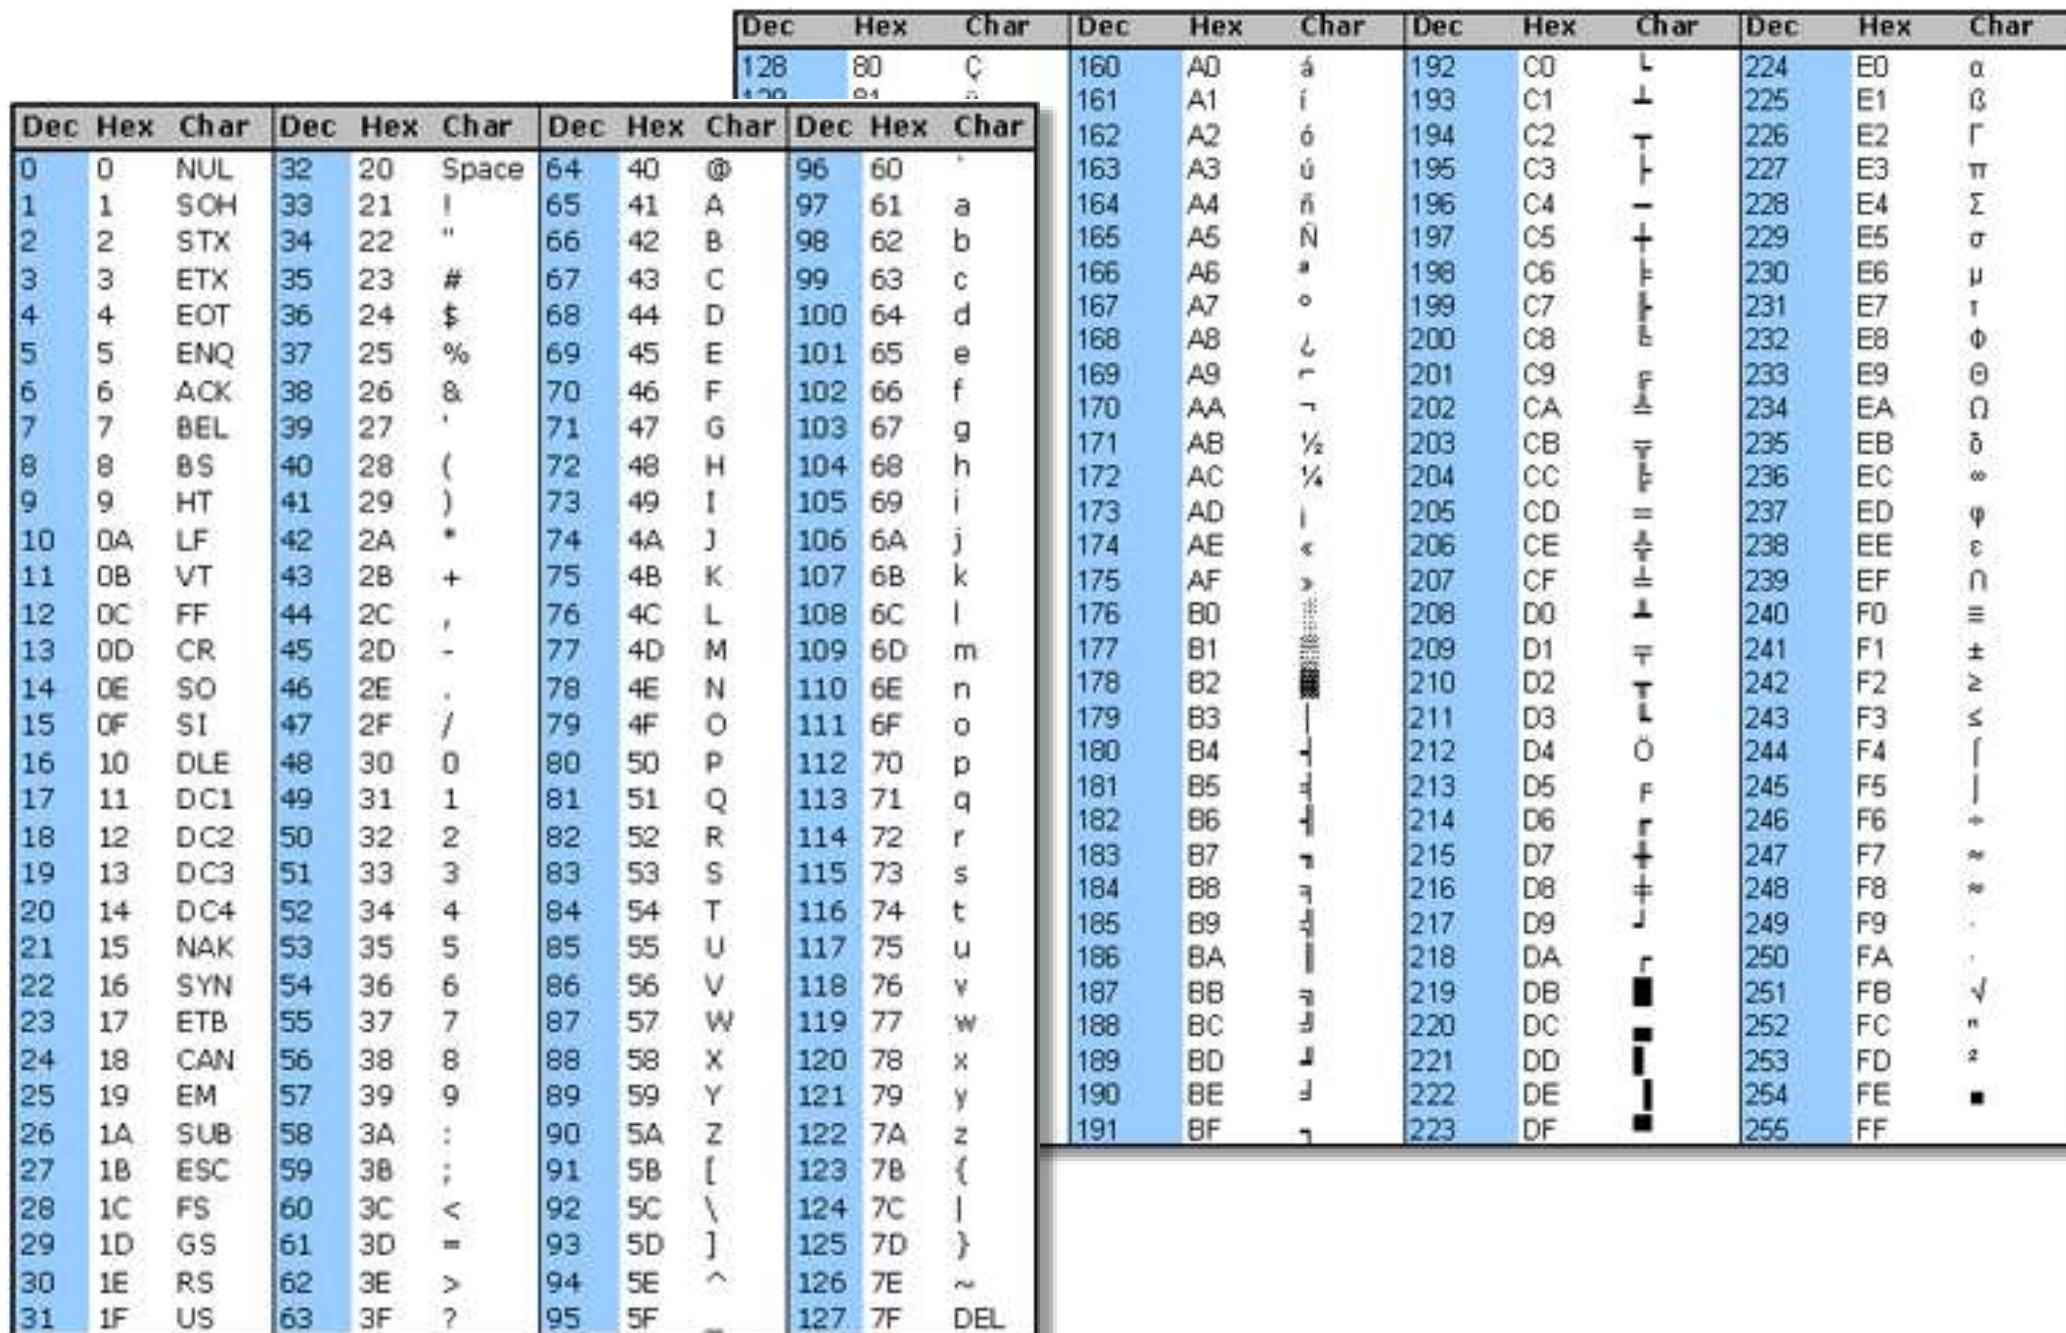 Dec Hex Char Dec Hex Char Dec Hex Char Dec Hex Char
128 80 Ç 160 A0 á 192 C0 └ 224 E0 α
129 81 161 A1 í 193 C1 ┴ 225 E1 ß
162 A2 ó 194 C2 ┬ 226 E2 Γ
163 A3 ú 195 C3 ├ 227 E3 π
164 A4 ñ 196 C4 ─ 228 E4 Σ
165 A5 Ñ 197 C5 ┼ 229 E5 σ
166 A6 ª 198 C6 ╞ 230 E6 µ
167 A7 º 199 C7 ╟ 231 E7 τ
168 A8 ¿ 200 C8 ╚ 232 E8 Φ
169 A9 ⌐ 201 C9 ╔ 233 E9 Θ
170 AA ¬ 202 CA ╩ 234 EA Ω
171 AB ½ 203 CB ╦ 235 EB δ
172 AC ¼ 204 CC ╠ 236 EC ∞
173 AD ¡ 205 CD ═ 237 ED φ
174 AE « 206 CE ╬ 238 EE ε
175 AF » 207 CF ╧ 239 EF ∩
176 B0 ░ 208 D0 ╨ 240 F0 ≡
177 B1 ▒ 209 D1 ╤ 241 F1 ±
178 B2 ▓ 210 D2 ╥ 242 F2 ≥
179 B3 │ 211 D3 ╙ 243 F3 ≤
180 B4 ┤ 212 D4 Ö 244 F4 ⌠
181 B5 ╡ 213 D5 ╒ 245 F5 ⌡
182 B6 ╢ 214 D6 ╓ 246 F6 ÷
183 B7 ╖ 215 D7 ╫ 247 F7 ≈
184 B8 ╕ 216 D8 ╪ 248 F8 ≈
185 B9 ╣ 217 D9 ┘ 249 F9 ∙
186 BA ║ 218 DA ┌ 250 FA ·
187 BB ╗ 219 DB █ 251 FB √
188 BC ╝ 220 DC ▄ 252 FC ⁿ
189 BD ╜ 221 DD ▌ 253 FD ²
190 BE ╛ 222 DE ▐ 254 FE ■
191 BF ┐ 223 DF ▀ 255 FF
Dec Hex Char Dec Hex Char Dec Hex Char Dec Hex Char
0 0 NUL 32 20 Space 64 40 @ 96 60 `
1 1 SOH 33 21 ! 65 41 A 97 61 a
2 2 STX 34 22 " 66 42 B 98 62 b
3 3 ETX 35 23 # 67 43 C 99 63 c
4 4 EOT 36 24 $ 68 44 D 100 64 d
5 5 ENQ 37 25 % 69 45 E 101 65 e
6 6 ACK 38 26 & 70 46 F 102 66 f
7 7 BEL 39 27 ' 71 47 G 103 67 g
8 8 BS 40 28 ( 72 48 H 104 68 h
9 9 HT 41 29 ) 73 49 I 105 69 i
10 0A LF 42 2A * 74 4A J 106 6A j
11 0B VT 43 2B + 75 4B K 107 6B k
12 0C FF 44 2C , 76 4C L 108 6C l
13 0D CR 45 2D - 77 4D M 109 6D m
14 0E SO 46 2E . 78 4E N 110 6E n
15 0F SI 47 2F / 79 4F O 111 6F o
16 10 DLE 48 30 0 80 50 P 112 70 p
17 11 DC1 49 31 1 81 51 Q 113 71 q
18 12 DC2 50 32 2 82 52 R 114 72 r
19 13 DC3 51 33 3 83 53 S 115 73 s
20 14 DC4 52 34 4 84 54 T 116 74 t
21 15 NAK 53 35 5 85 55 U 117 75 u
22 16 SYN 54 36 6 86 56 V 118 76 v
23 17 ETB 55 37 7 87 57 W 119 77 w
24 18 CAN 56 38 8 88 58 X 120 78 x
25 19 EM 57 39 9 89 59 Y 121 79 y
26 1A SUB 58 3A : 90 5A Z 122 7A z
27 1B ESC 59 3B ; 91 5B [ 123 7B {
28 1C FS 60 3C < 92 5C \ 124 7C |
29 1D GS 61 3D = 93 5D ] 125 7D }
30 1E RS 62 3E > 94 5E ^ 126 7E ~
31 1F US 63 3F ? 95 5F _ 127 7F DEL